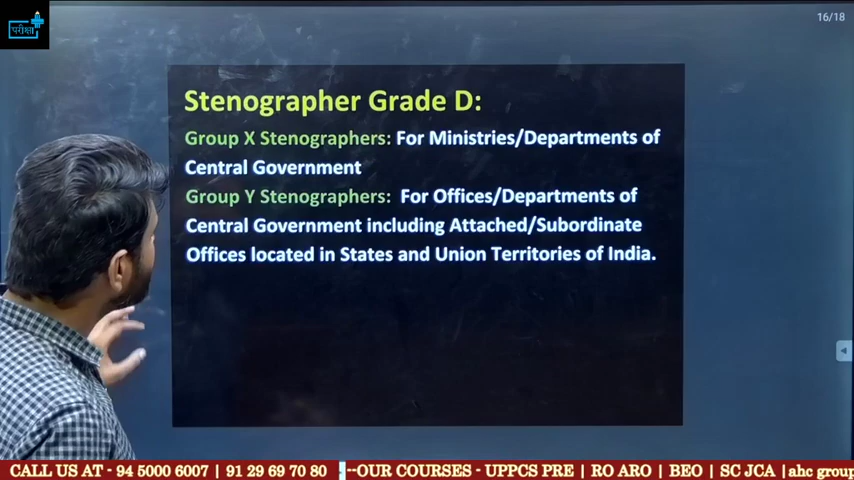 परीक्षा
16/18
Stenographer Grade D:
Group X Stenographers: For Ministries/Departments of
Central Government
Group Y Stenographers: For Offices/Departments of
Central Government including Attached/Subordinate
Offices located in States and Union Territories of India.
CALL US AT - 94 5000 6007 | 91 29 69 70 80 --OUR COURSES - UPPCS PRE | RO ARO | BEO | SC JCA |ahc group